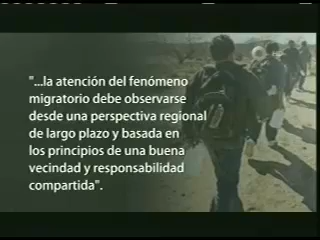 "...la atención del fenómeno
migratorio debe observarse
desde una perspectiva regional
de largo plazo y basada en
los principios de una buena
vecindad y responsabilidad
compartida".